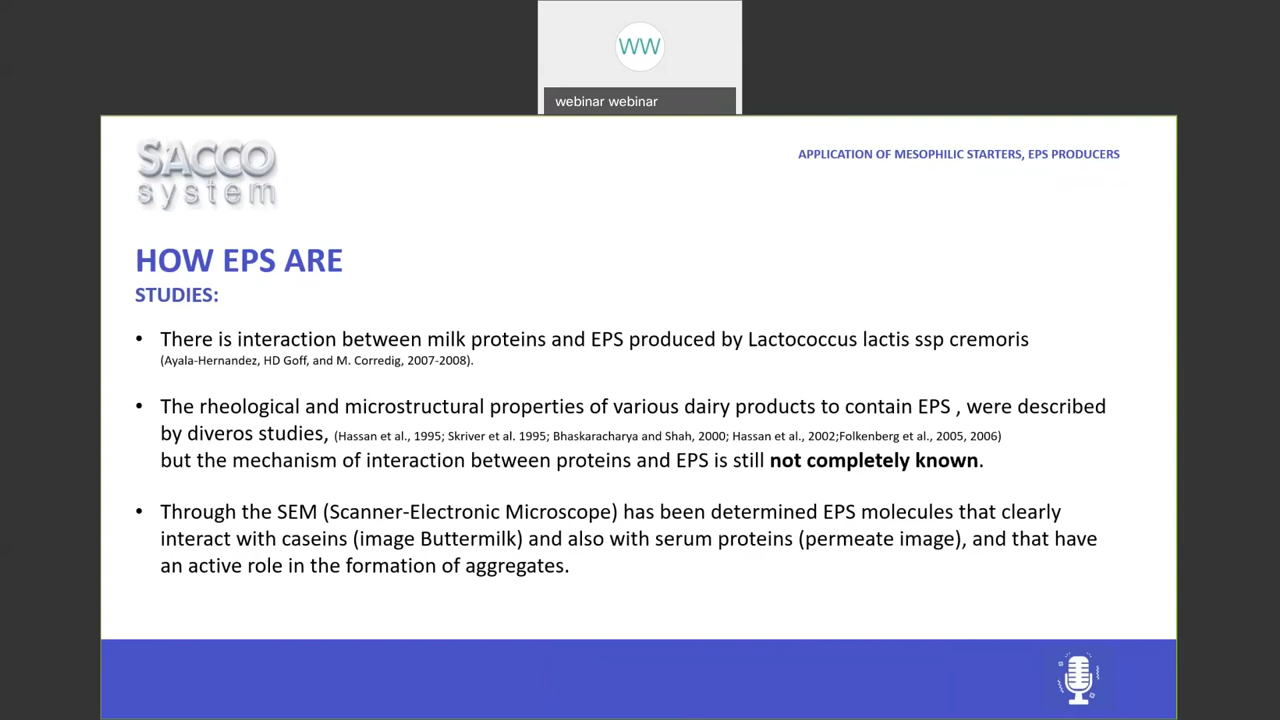 WW
webinar webinar
SACCO
system
APPLICATION OF MESOPHILIC STARTERS, EPS PRODUCERS
HOW EPS ARE
STUDIES:
• There is interaction between milk proteins and EPS produced by Lactococcus lactis ssp cremoris
(Ayala-Hernandez, HD Goff, and M. Corredig, 2007-2008).
• The rheological and microstructural properties of various dairy products to contain EPS , were described
by diveros studies, (Hassan et al., 1995; Skriver et al. 1995; Bhaskaracharya and Shah, 2000; Hassan et al., 2002;Folkenberg et al., 2005, 2006)
but the mechanism of interaction between proteins and EPS is still not completely known.
• Through the SEM (Scanner-Electronic Microscope) has been determined EPS molecules that clearly
interact with caseins (image Buttermilk) and also with serum proteins (permeate image), and that have
an active role in the formation of aggregates.